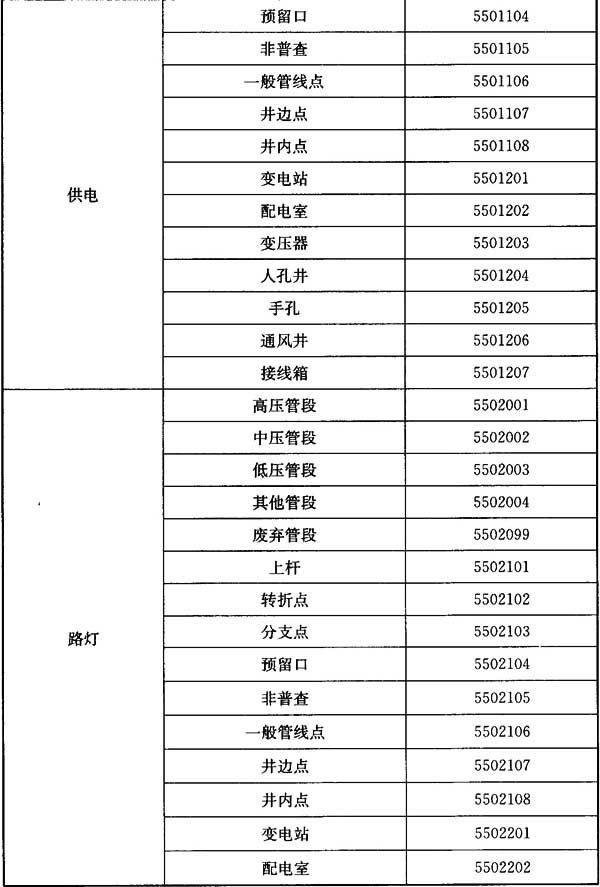 预留口 5501104
非普查 5501105
一般管线点 5501106
井边点 5501107
井内点 5501108
变电站 5501201
供电
配电室 5501202
变压器 5501203
人孔井 5501204
手孔 5501205
通风井 5501206
接线箱 5501207
高压管段 5502001
中压管段 5502002
低压管段 5502003
其他管段 5502004
废弃管段 5502099
上杆 5502101
转折点 5502102
分支点 5502103
路灯
预留口 5502104
非普查 5502105
一般管线点 5502106
井边点 5502107
井内点 5502108
变电站 5502201
配电室 5502202